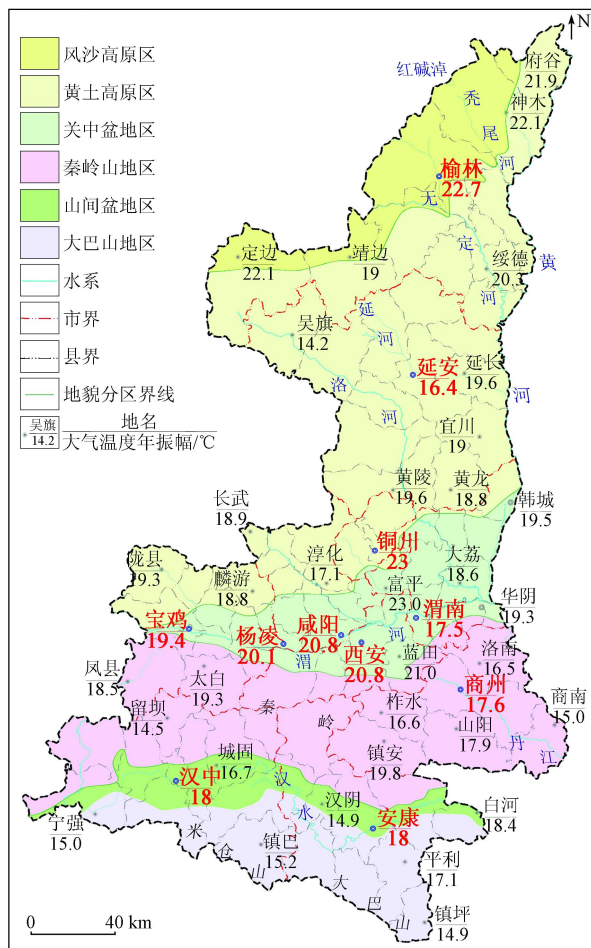 风沙高原区
黄土高原区
关中盆地区
秦岭山地区
山间盆地区
大巴山地区
水系
市界
县界
地貌分区界线
吴旗
14.2
地名
大气温度年振幅/℃
N
红碱淖
府谷
21.9
神木
22.1
秃
尾
河
榆林
22.7
无
定
河
定边
22.1
靖边
19
绥德
20.3
黄
河
吴旗
14.2
延
河
延安
16.4
延长
19.6
洛
河
宜川
19
黄陵
19.6
黄龙
18.8
韩城
19.5
长武
18.9
铜川
23
大荔
18.6
陇县
19.3
麟游
18.8
淳化
17.1
富平
23.0
华阴
19.3
宝鸡
19.4
杨凌
20.1
咸阳
20.8
西安
20.8
渭南
17.5
渭
河
蓝田
21.0
洛南
16.5
凤县
18.5
太白
19.3
商州
17.6
留坝
14.5
秦
岭
柞水
16.6
山阳
17.9
商南
15.0
丹
江
镇安
19.8
城固
16.7
汉中
18
汉
水
汉阴
14.9
安康
18
白河
18.4
宁强
15.0
米
仓
山
镇巴
15.2
大
巴
山
平利
17.1
镇坪
14.9
0
40 km